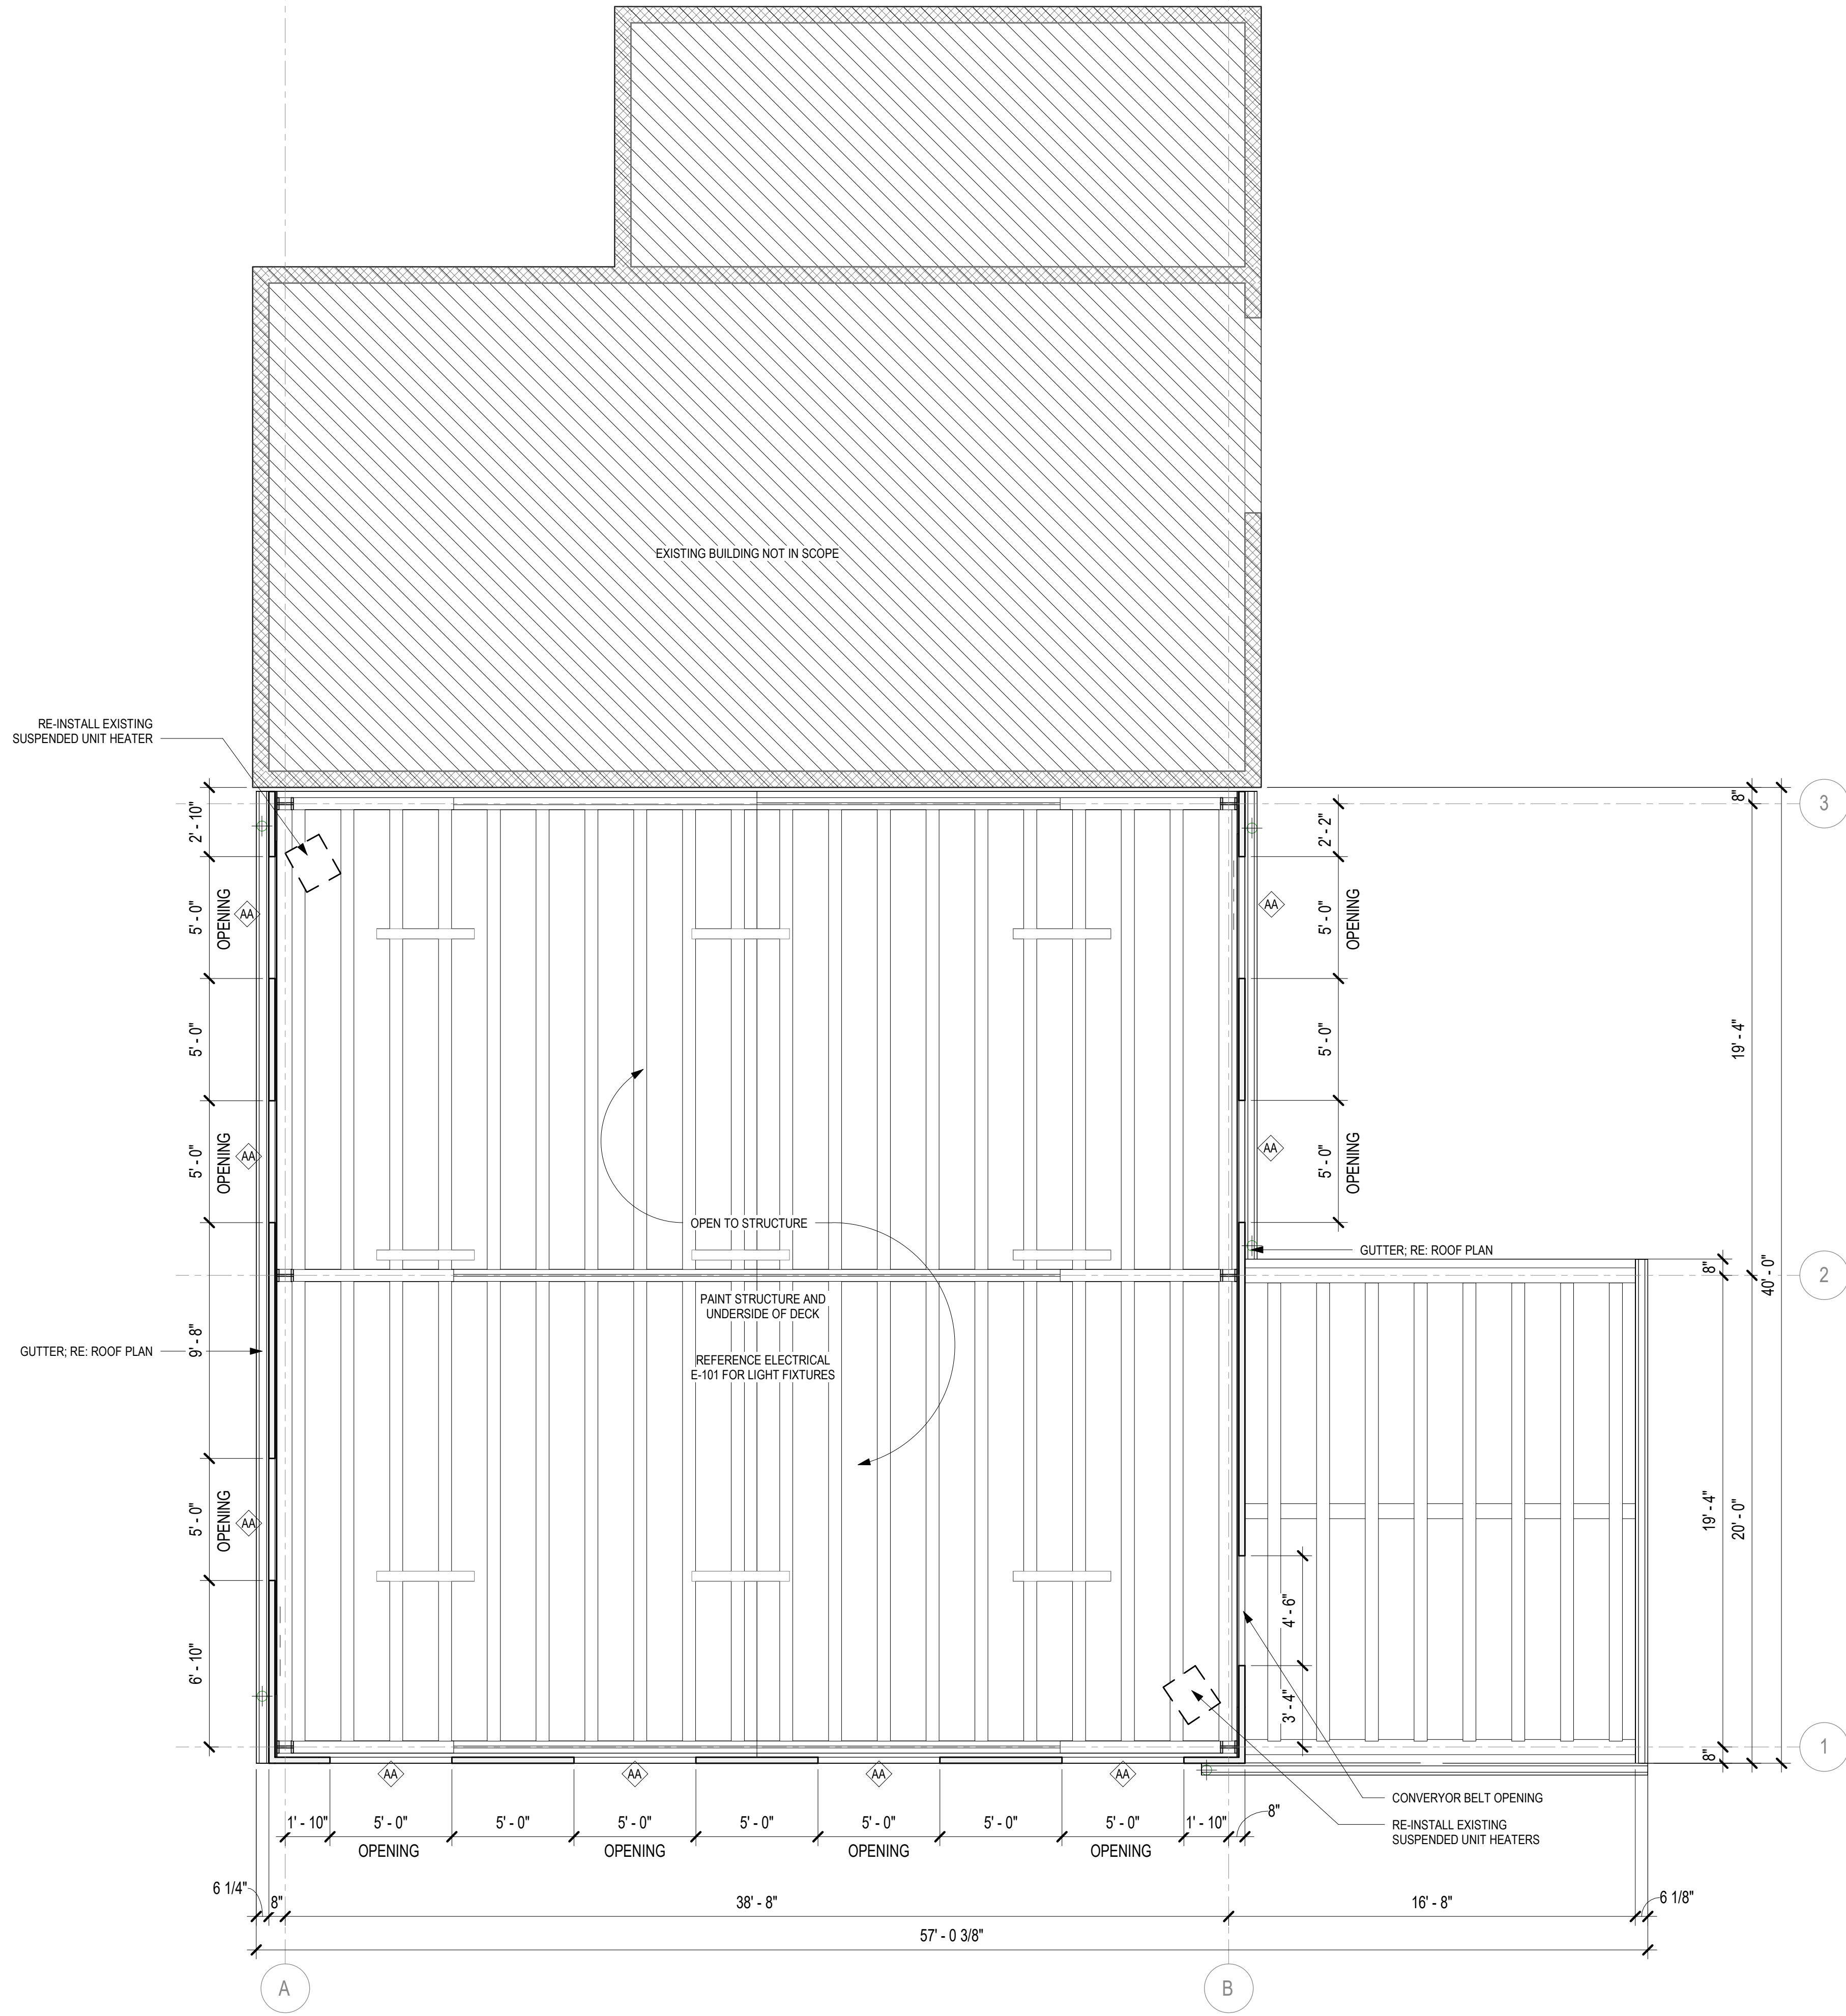 EXISTING BUILDING NOT IN SCOPE
RE-INSTALL EXISTING
SUSPENDED UNIT HEATER
2' - 10"
5' - 0"
OPENING
AA
5' - 0"
5' - 0"
OPENING
AA
9' - 8"
GUTTER; RE: ROOF PLAN
5' - 0"
OPENING
AA
6' - 10"
OPEN TO STRUCTURE
PAINT STRUCTURE AND
UNDERSIDE OF DECK
REFERENCE ELECTRICAL
E-101 FOR LIGHT FIXTURES
2' - 2"
AA
5' - 0"
OPENING
5' - 0"
AA
5' - 0"
OPENING
GUTTER; RE: ROOF PLAN
4' - 6"
3' - 4"
8"
19' - 4"
8"
40' - 0"
19' - 4"
20' - 0"
8"
3
2
1
CONVERYOR BELT OPENING
RE-INSTALL EXISTING
SUSPENDED UNIT HEATERS
AA
AA
AA
AA
1' - 10"
5' - 0"
5' - 0"
5' - 0"
5' - 0"
5' - 0"
5' - 0"
5' - 0"
1' - 10"
8"
OPENING
OPENING
OPENING
OPENING
6 1/4"
8"
38' - 8"
16' - 8"
6 1/8"
57' - 0 3/8"
A
B